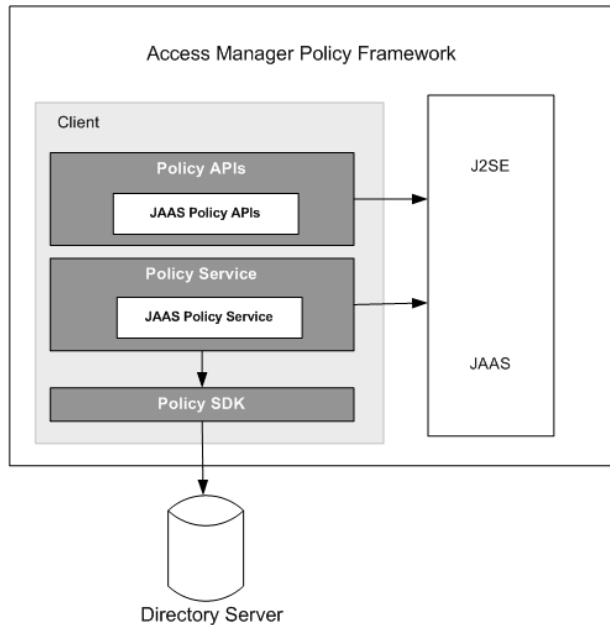 Access Manager Policy Framework
Client
Policy APIs
JAAS Policy APIs
J2SE
Policy Service
JAAS Policy Service
JAAS
Policy SDK
Directory Server